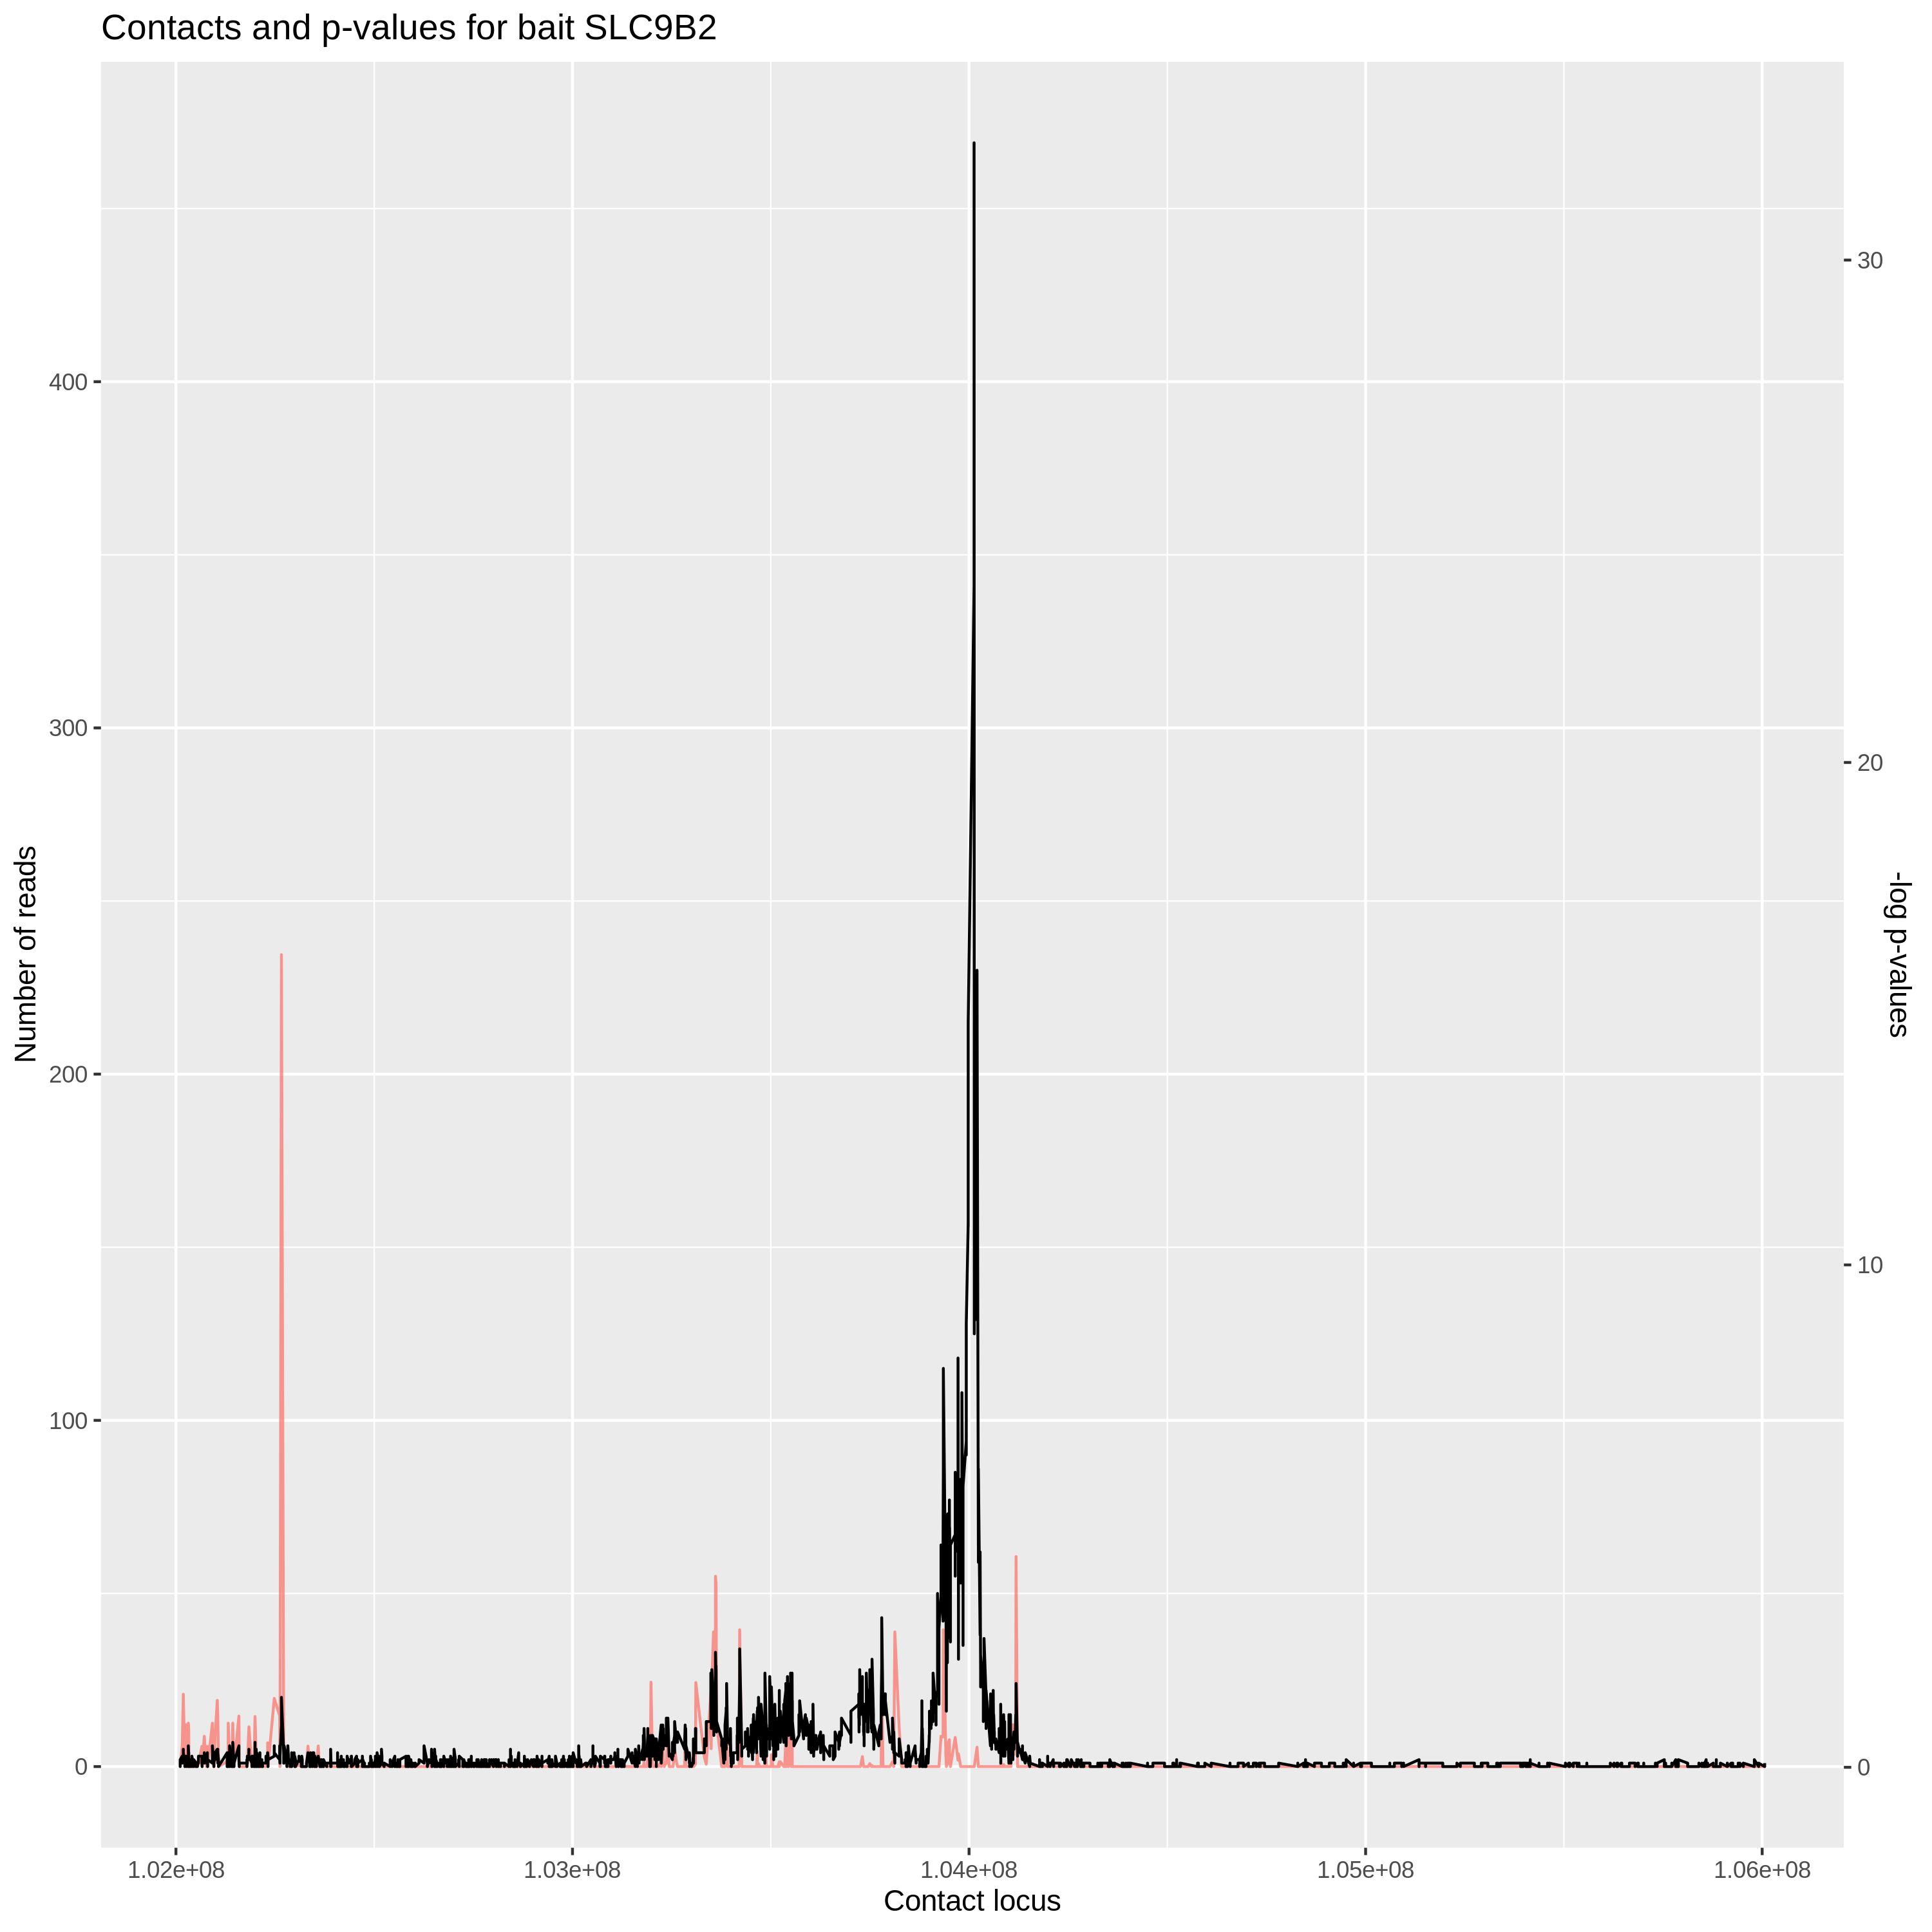 Contacts and p-values for bait SLC9B2
Number of reads
400
300
200
100
0
30
20
10
0
-log p-values
1.02e+08
1.03e+08
1.04e+08
1.05e+08
1.06e+08
Contact locus